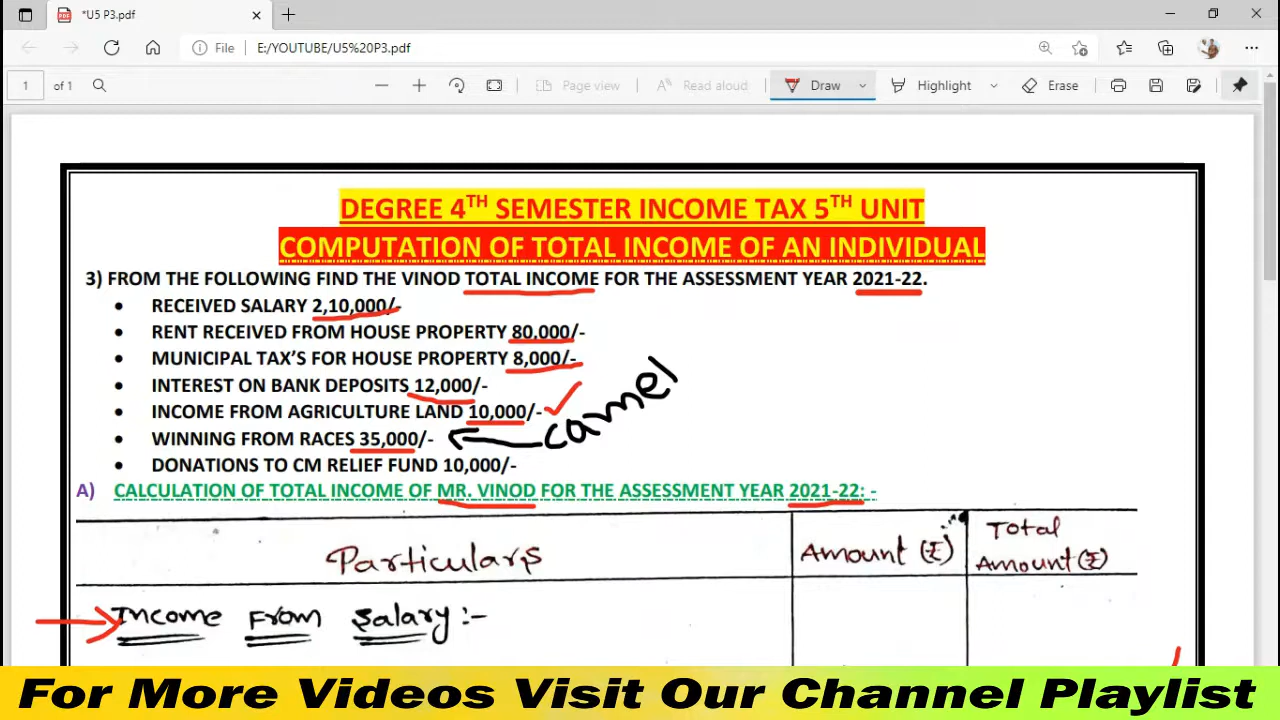 *U5 P3.pdf
File E:/YOUTUBE/U5%20P3.pdf
1 of 1 Page view Read aloud Draw Highlight Erase
DEGREE 4TH SEMESTER INCOME TAX 5TH UNIT
COMPUTATION OF TOTAL INCOME OF AN INDIVIDUAL
3) FROM THE FOLLOWING FIND THE VINOD TOTAL INCOME FOR THE ASSESSMENT YEAR 2021-22.
• RECEIVED SALARY 2,10,000/-
• RENT RECEIVED FROM HOUSE PROPERTY 80,000/-
• MUNICIPAL TAX'S FOR HOUSE PROPERTY 8,000/-
• INTEREST ON BANK DEPOSITS 12,000/-
• INCOME FROM AGRICULTURE LAND 10,000/-
• WINNING FROM RACES 35,000/- camel
• DONATIONS TO CM RELIEF FUND 10,000/-
A) CALCULATION OF TOTAL INCOME OF MR. VINOD FOR THE ASSESSMENT YEAR 2021-22: -
Particulars Amount (₹) Total Amount (₹)
Income From Salary :-
For More Videos Visit Our Channel Playlist